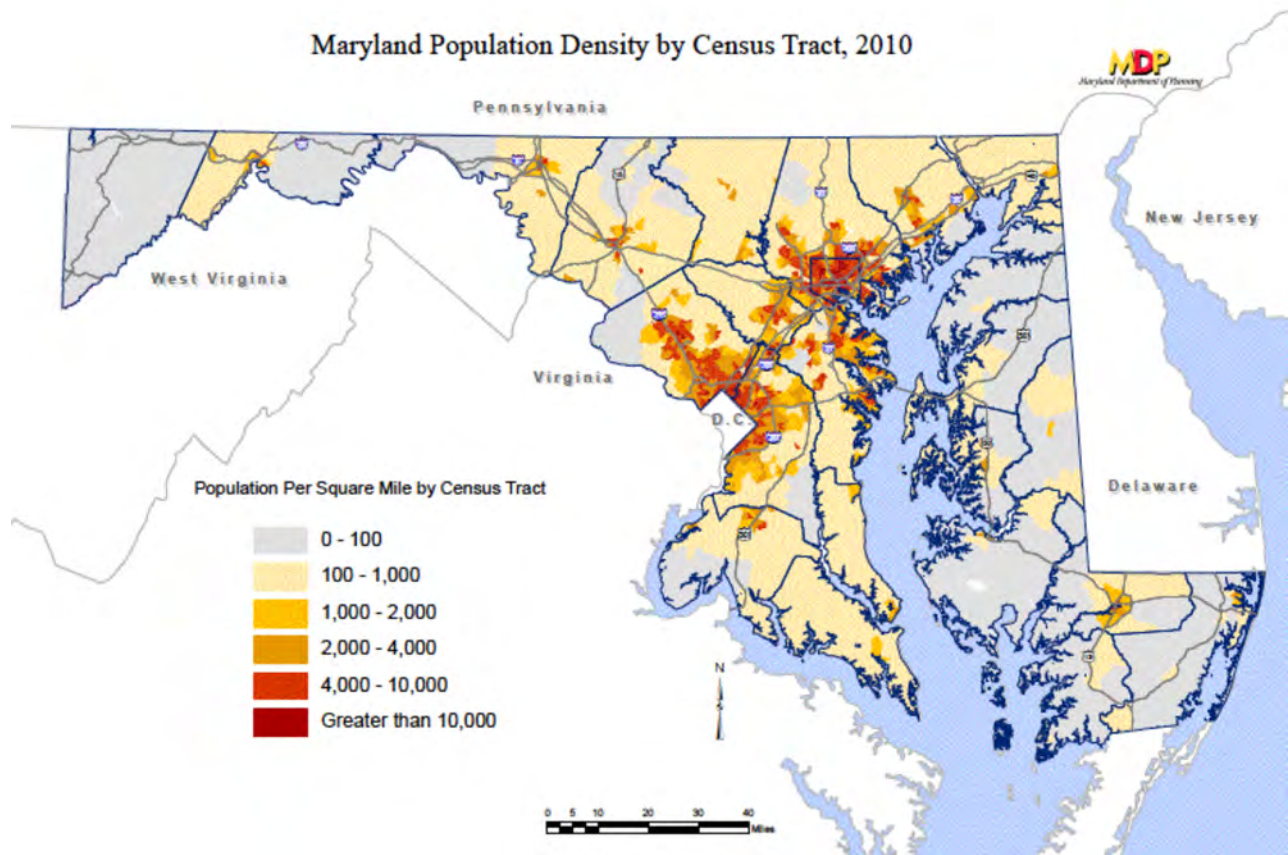 Maryland Population Density by Census Tract, 2010
MDP
Maryland Department of Planning
Pennsylvania
New Jersey
West Virginia
Virginia
D.C.
Delaware
Population Per Square Mile by Census Tract
0 - 100
100 - 1,000
1,000 - 2,000
2,000 - 4,000
4,000 - 10,000
Greater than 10,000
N
0 5 10 20 30 40
Miles